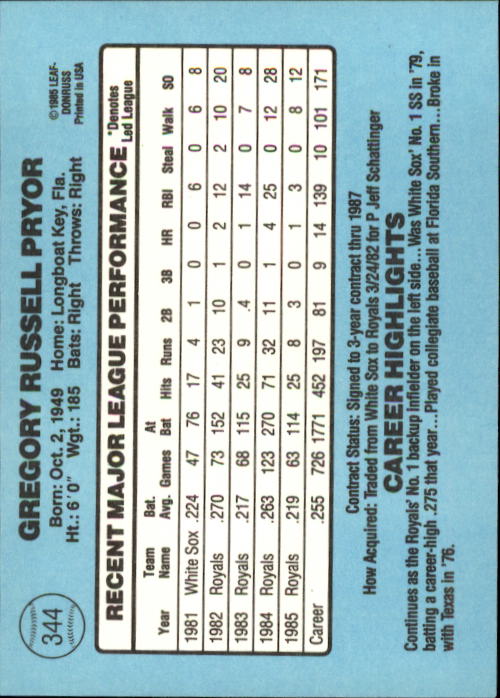 344
GREGORY RUSSELL PRYOR
©1985 LEAF-
DONRUSS
Printed in USA
Born: Oct. 2, 1949 Home: Longboat Key, Fla.
Ht.: 6'0" Wgt.: 185 Bats: Right Throws: Right
RECENT MAJOR LEAGUE PERFORMANCE *Denotes
Led League
Team Bat. At
Year Name Avg. Games Bat Hits Runs 2B 3B HR RBI Steal Walk SO
1981 White Sox .224 47 76 17 4 1 0 0 6 0 6 8
1982 Royals .270 73 152 41 23 10 1 2 12 2 10 20
1983 Royals .217 68 115 25 9 .4 0 1 14 0 7 8
1984 Royals .263 123 270 71 32 11 1 4 25 0 12 28
1985 Royals .219 63 114 25 8 3 0 1 3 0 8 12
Career .255 726 1771 452 197 81 9 14 139 10 101 171
Contract Status: Signed to 3-year contract thru 1987
How Acquired: Traded from White Sox to Royals 3/24/82 for P Jeff Schattinger
CAREER HIGHLIGHTS
Continues as the Royals' No. 1 backup infielder on the left side...Was White Sox' No. 1 SS in '79,
batting a career-high .275 that year...Played collegiate baseball at Florida Southern...Broke in
with Texas in '76.